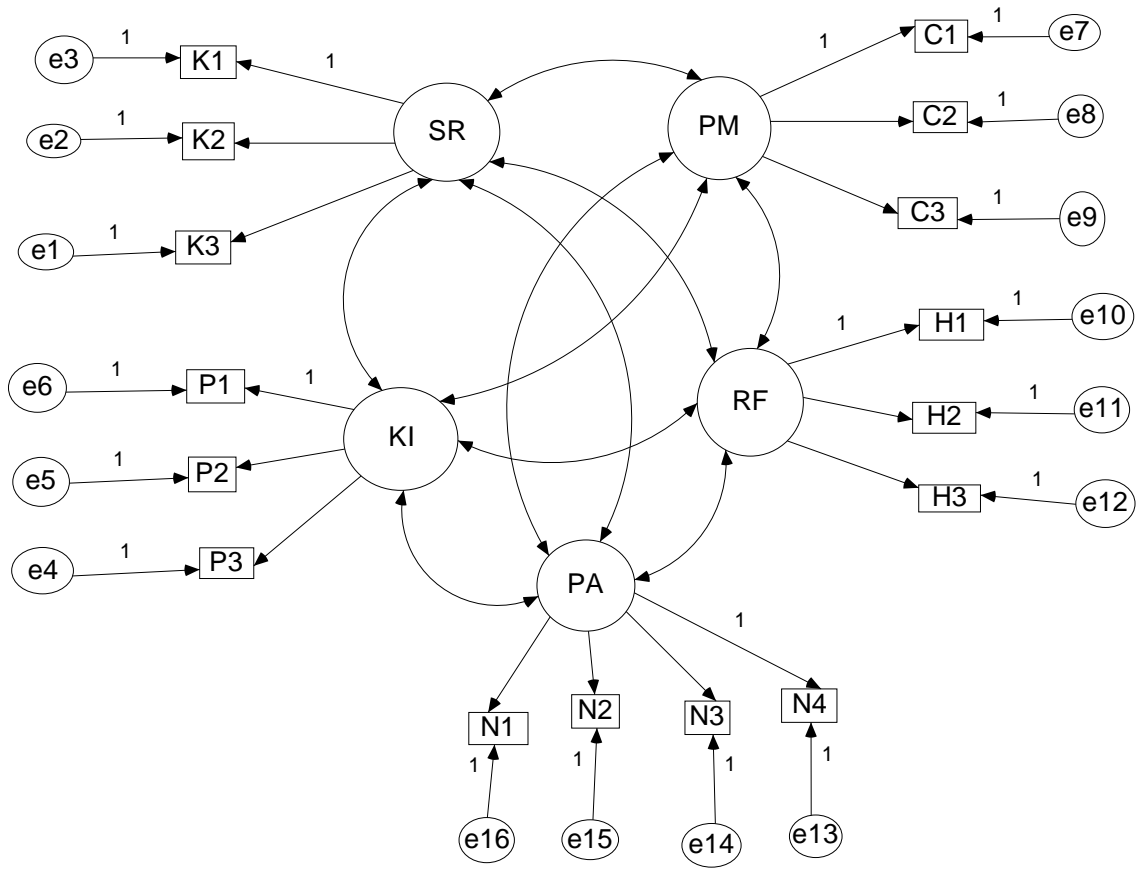 e3 1 K1 1
e2 1 K2
e1 1 K3
SR
PM
1 C1 1 e7
C2 1 e8
C3 1 e9
e6 1 P1 1
e5 1 P2
e4 1 P3
KI
RF
1 H1 1 e10
H2 1 e11
H3 1 e12
PA
1
N1 N2 N3 N4
1 1 1 1
e16 e15 e14 e13